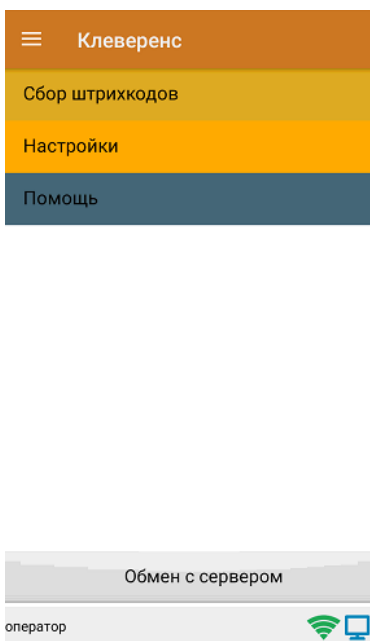 Клеверенс
Сбор штрихкодов
Настройки
Помощь
Обмен с сервером
оператор